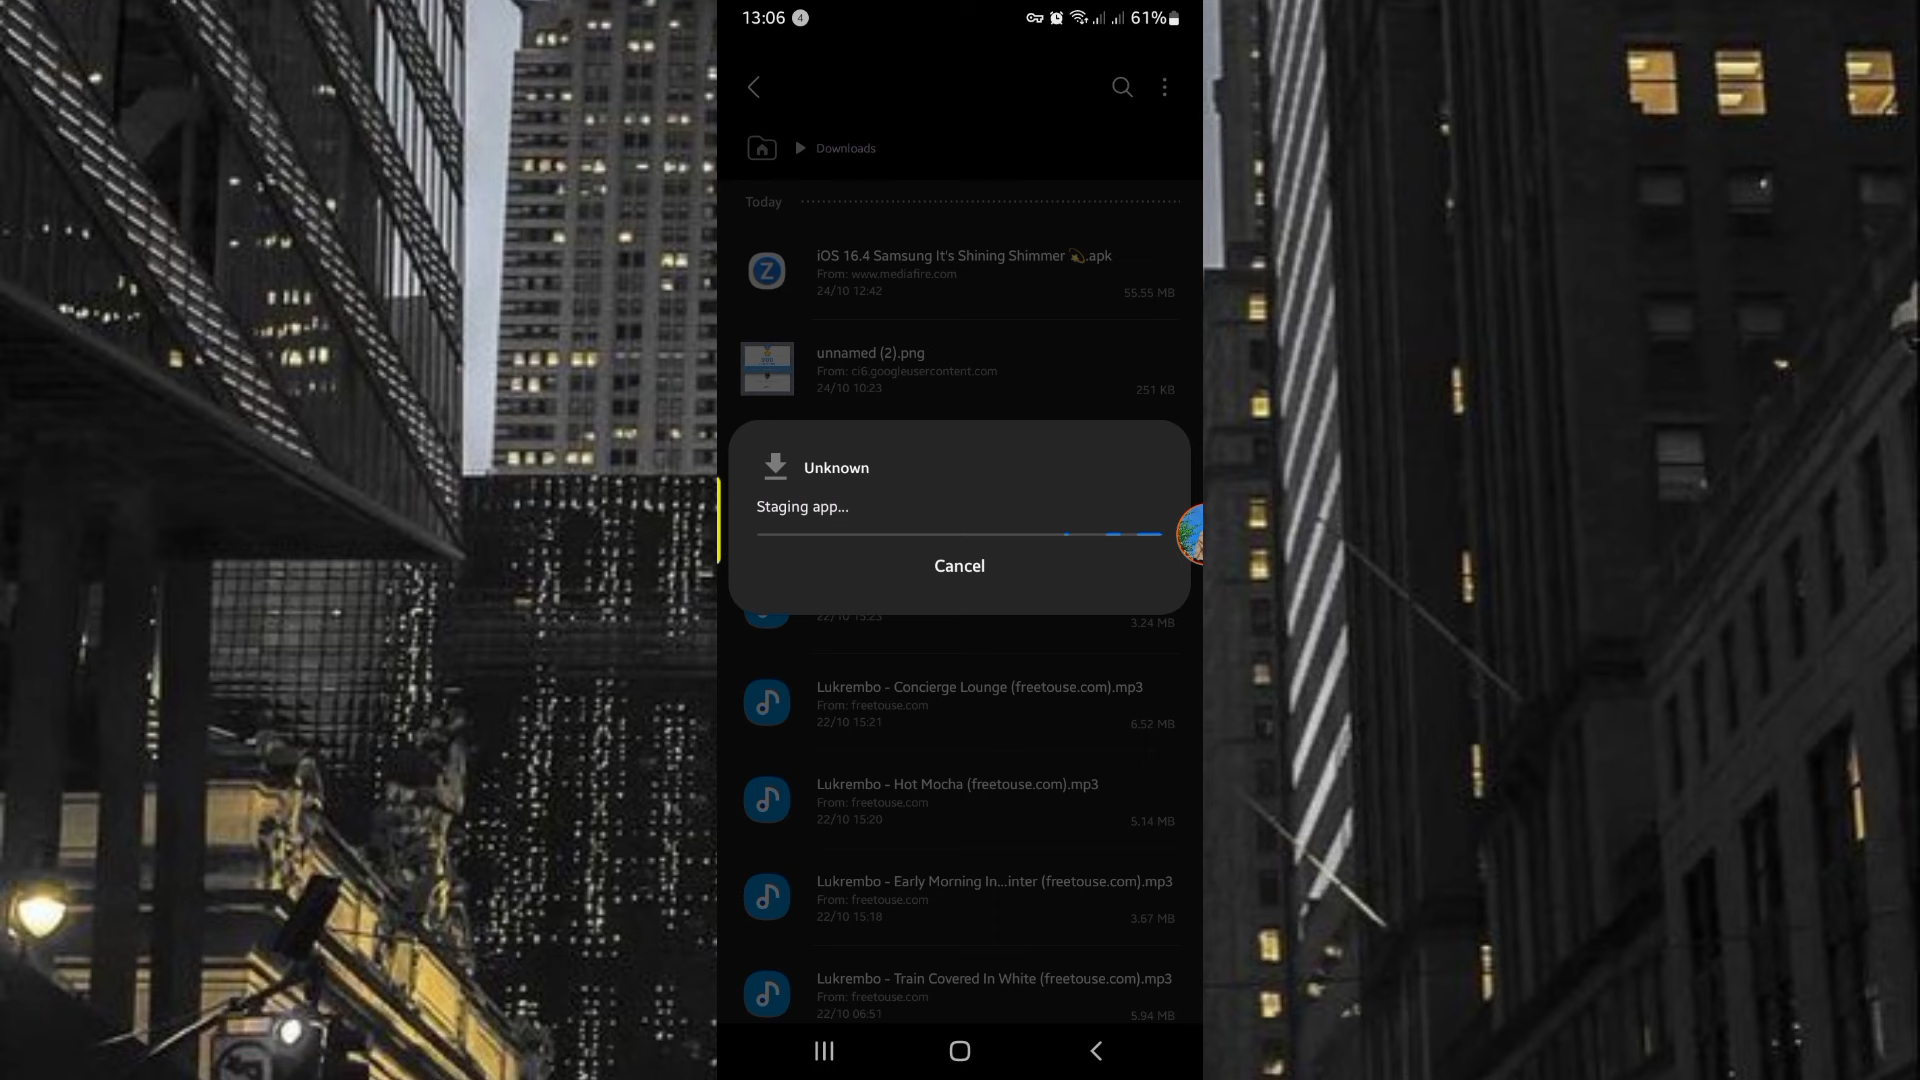 13:06 4
61%
Downloads
Today
iOS 16.4 Samsung It's Shining Shimmer 💫.apk
From: www.mediafire.com
24/10 12:42
55.55 MB
unnamed (2).png
From: ci6.googleusercontent.com
24/10 10:23
251 KB
Unknown
Staging app...
Cancel
22/10 15:23
3.24 MB
Lukrembo - Concierge Lounge (freetouse.com).mp3
From: freetouse.com
22/10 15:21
6.52 MB
Lukrembo - Hot Mocha (freetouse.com).mp3
From: freetouse.com
22/10 15:20
5.14 MB
Lukrembo - Early Morning In...inter (freetouse.com).mp3
From: freetouse.com
22/10 15:18
3.67 MB
Lukrembo - Train Covered In White (freetouse.com).mp3
From: freetouse.com
22/10 06:51
5.94 MB